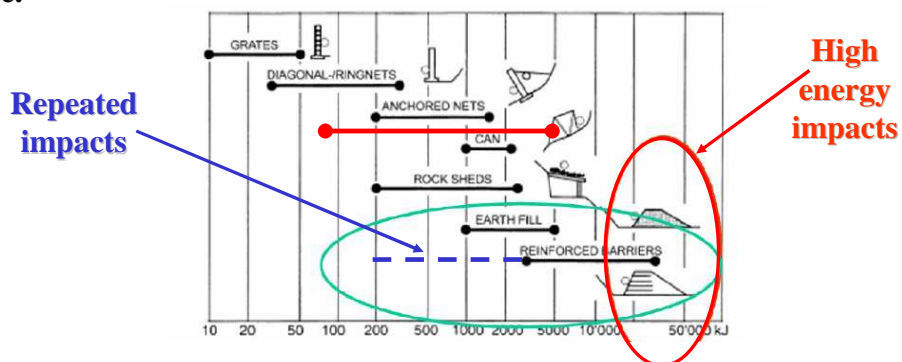 GRATES
DIAGONAL-/RINGNETS
ANCHORED NETS
CAN
ROCK SHEDS
EARTH FILL
REINFORCED BARRIERS
Repeated
impacts
High
energy
impacts
10 20 50 100 200 500 1000 2000 5000 10'000 50'000 kJ